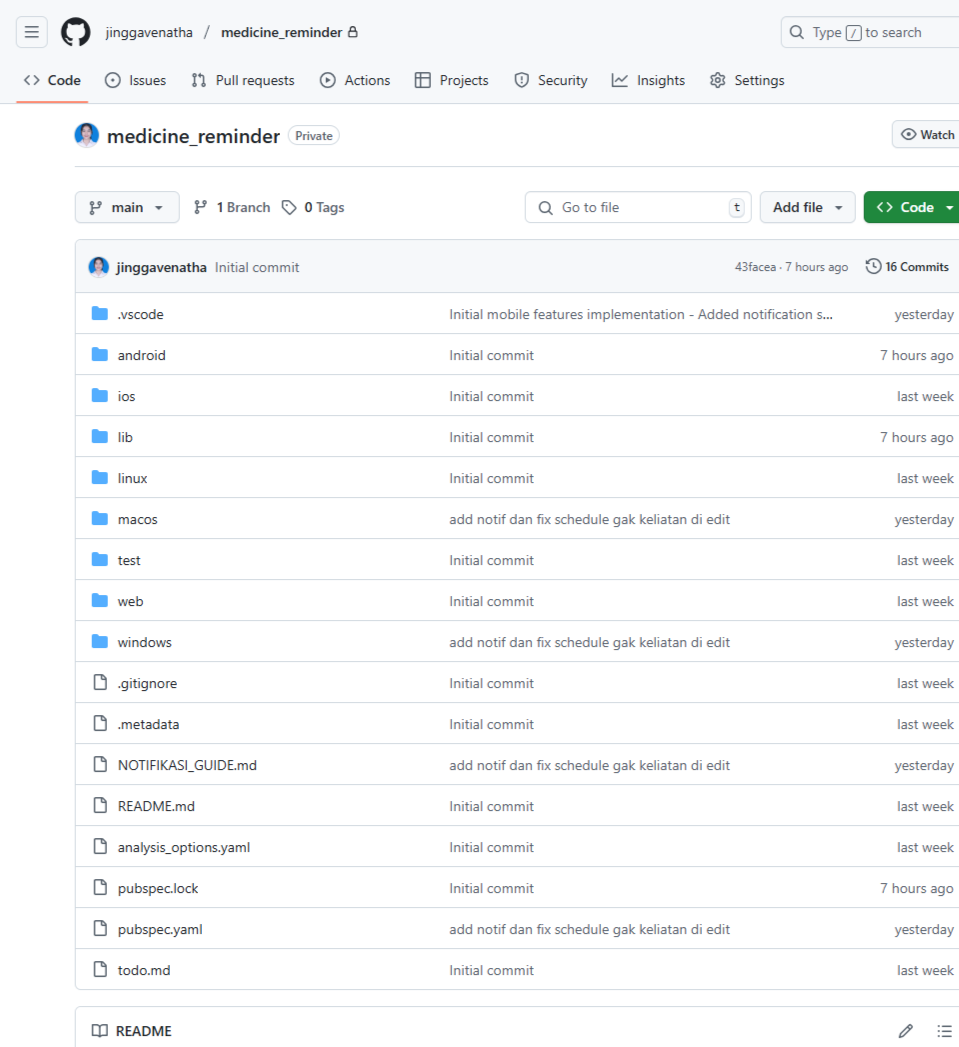 jinggavenatha / medicine_reminder
Type / to search
Code Issues Pull requests Actions Projects Security Insights Settings
medicine_reminder Private
Watch
main 1 Branch 0 Tags
Go to file t
Add file
Code
jinggavenatha Initial commit 43facea · 7 hours ago 16 Commits
.vscode Initial mobile features implementation - Added notification s... yesterday
android Initial commit 7 hours ago
ios Initial commit last week
lib Initial commit 7 hours ago
linux Initial commit last week
macos add notif dan fix schedule gak keliatan di edit yesterday
test Initial commit last week
web Initial commit last week
windows add notif dan fix schedule gak keliatan di edit yesterday
.gitignore Initial commit last week
.metadata Initial commit last week
NOTIFIKASI_GUIDE.md add notif dan fix schedule gak keliatan di edit yesterday
README.md Initial commit last week
analysis_options.yaml Initial commit last week
pubspec.lock Initial commit 7 hours ago
pubspec.yaml add notif dan fix schedule gak keliatan di edit yesterday
todo.md Initial commit last week
README